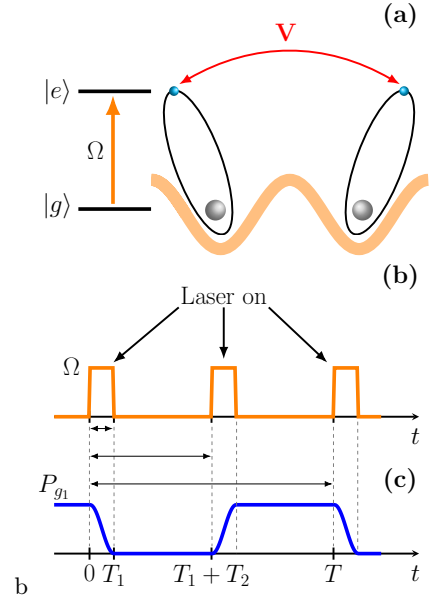 (a)
V
|e⟩
Ω
|g⟩
(b)
Laser on
Ω
t
(c)
P_{g_1}
0 T_1 T_1 + T_2 T t
b